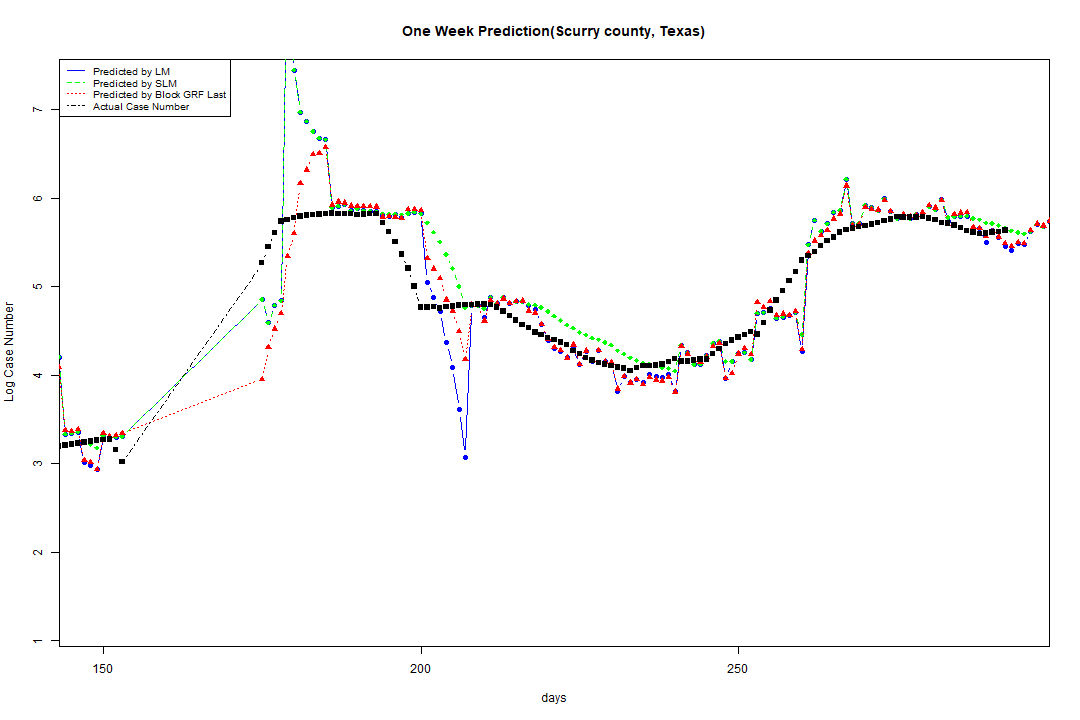 One Week Prediction(Scurry county, Texas)
Predicted by LM
Predicted by SLM
Predicted by Block GRF Last
Actual Case Number
Log Case Number
7
6
5
4
3
2
1
150
200
250
days